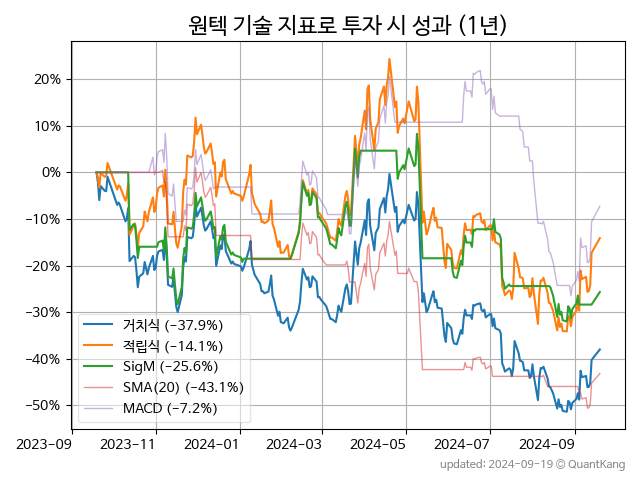 원텍 기술 지표로 투자 시 성과 (1년)
20%
10%
0%
−10%
−20%
−30%
−40%
−50%
거치식 (−37.9%)
적립식 (−14.1%)
SigM (−25.6%)
SMA(20) (−43.1%)
MACD (−7.2%)
2023-09 2023-11 2024-01 2024-03 2024-05 2024-07 2024-09
updated: 2024-09-19 © QuantKang